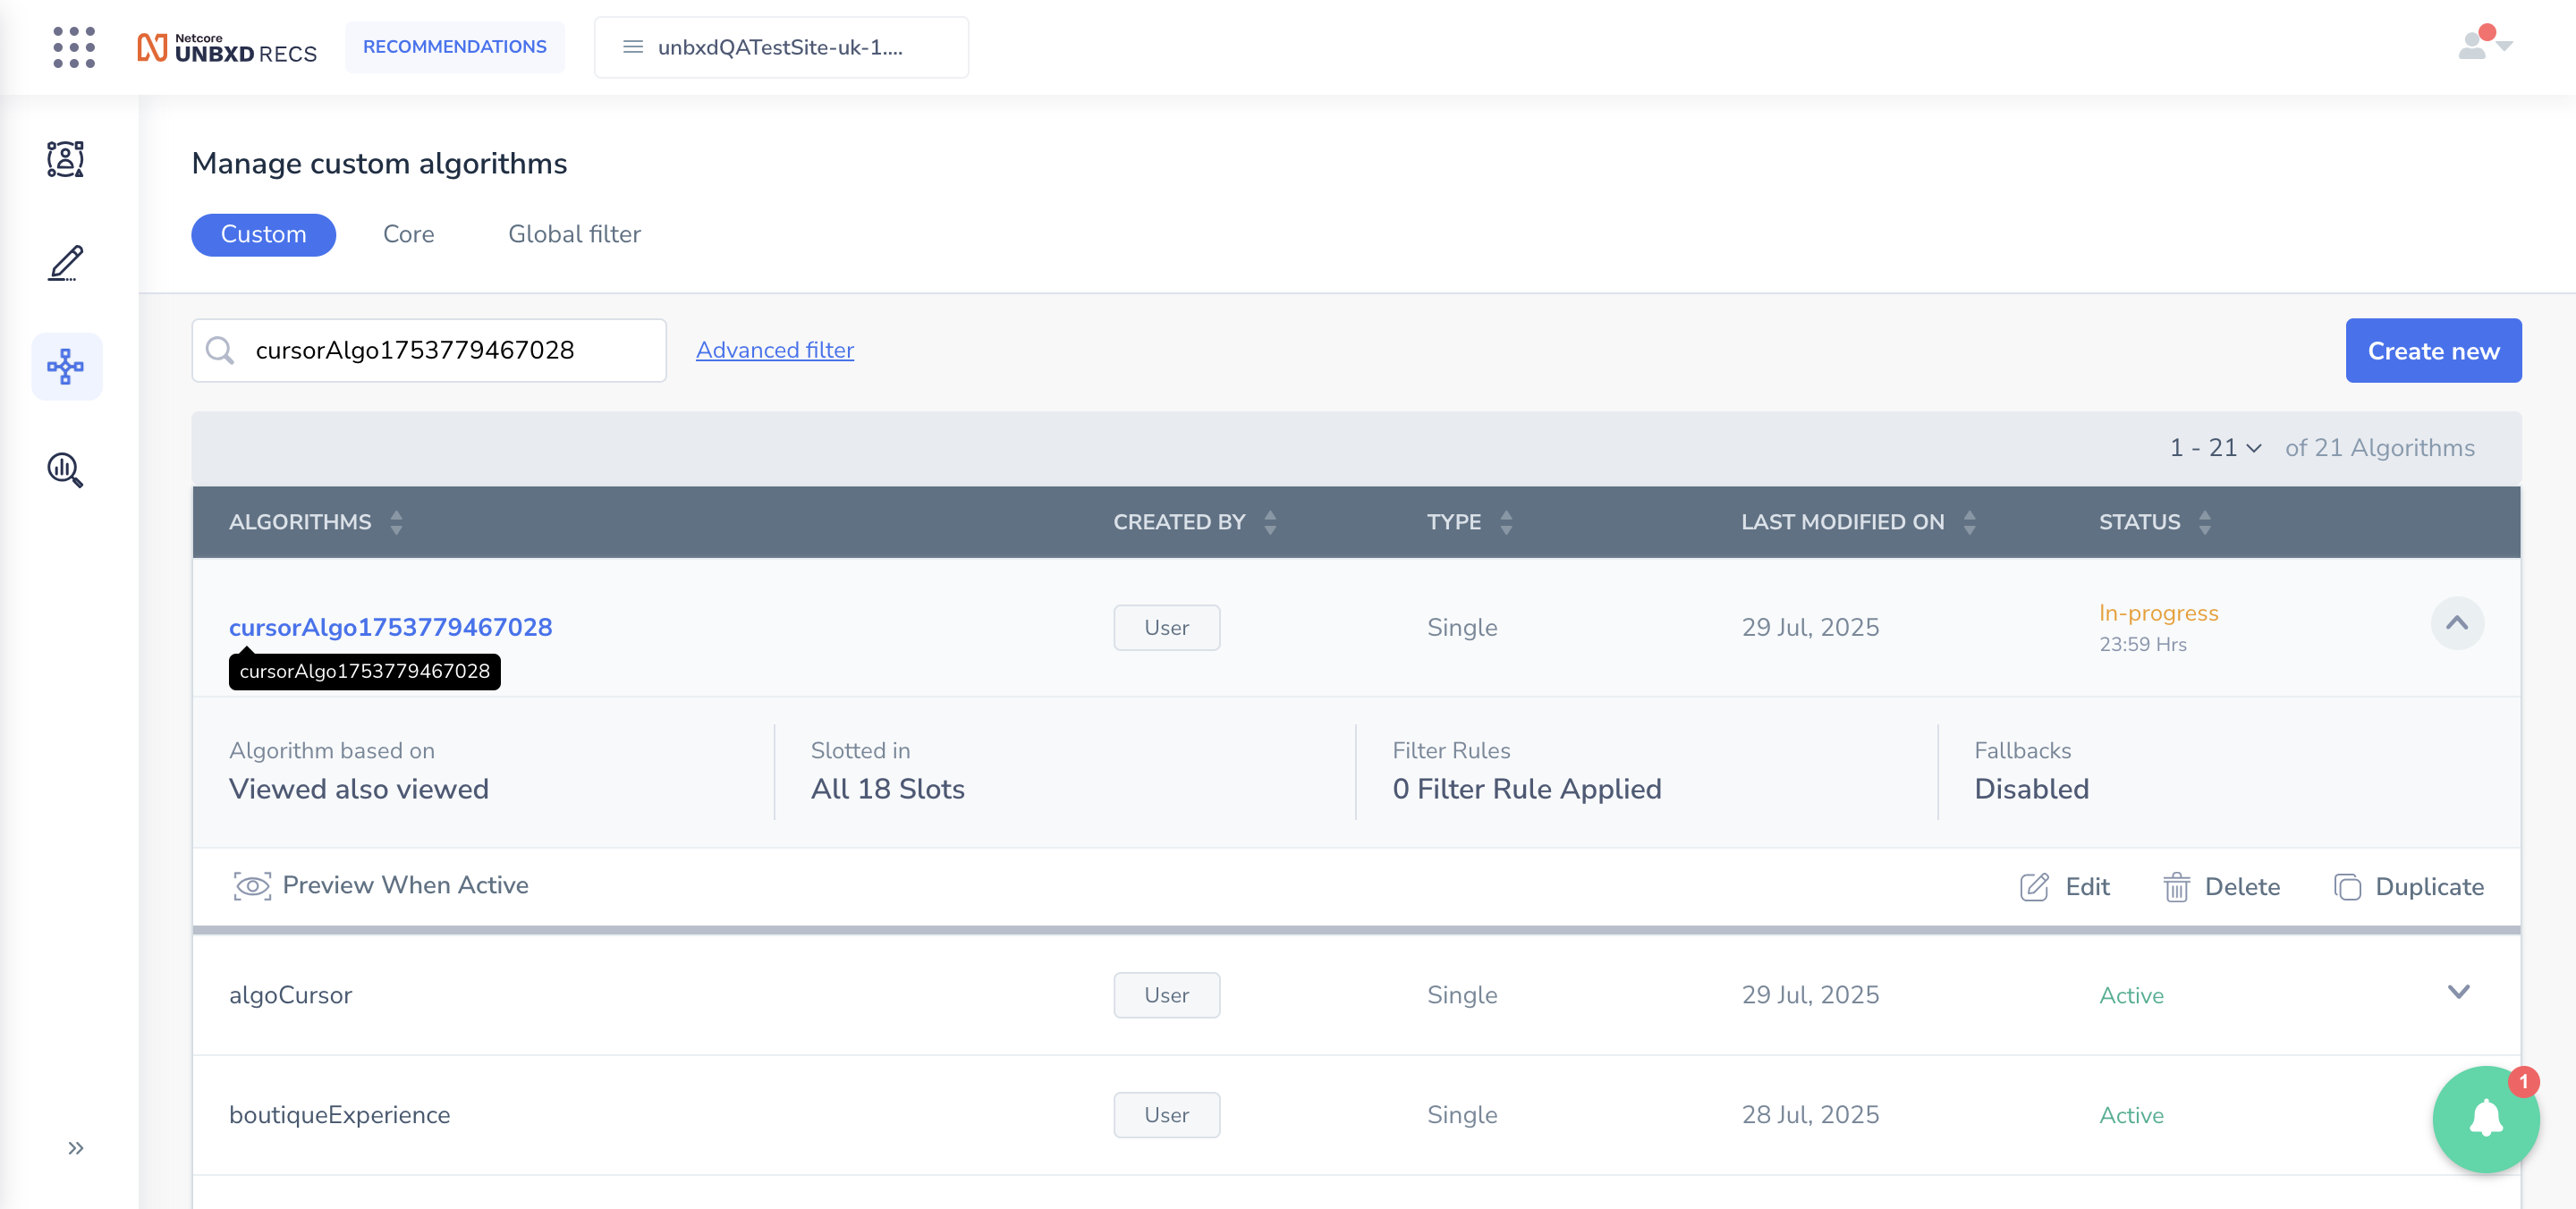 Netcore
UNBXD RECS
RECOMMENDATIONS
unbxdQATestSite-uk-1....
Manage custom algorithms
Custom
Core
Global filter
cursorAlgo1753779467028
Advanced filter
Create new
1 - 21
of 21 Algorithms
ALGORITHMS
CREATED BY
TYPE
LAST MODIFIED ON
STATUS
cursorAlgo1753779467028
User
Single
29 Jul, 2025
In-progress
23:59 Hrs
cursorAlgo1753779467028
Algorithm based on
Viewed also viewed
Slotted in
All 18 Slots
Filter Rules
0 Filter Rule Applied
Fallbacks
Disabled
Preview When Active
Edit
Delete
Duplicate
algoCursor
User
Single
29 Jul, 2025
Active
boutiqueExperience
User
Single
28 Jul, 2025
Active
1